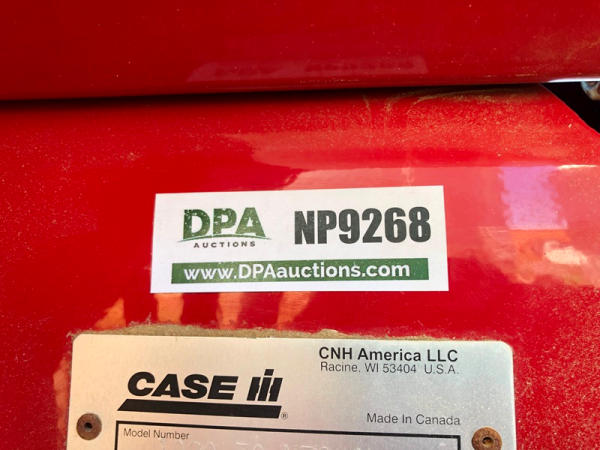 DPA
AUCTIONS
NP9268
www.DPAauctions.com
CNH America LLC
Racine, WI 53404 U.S.A.
CASE IH
®
Made In Canada
Model Number